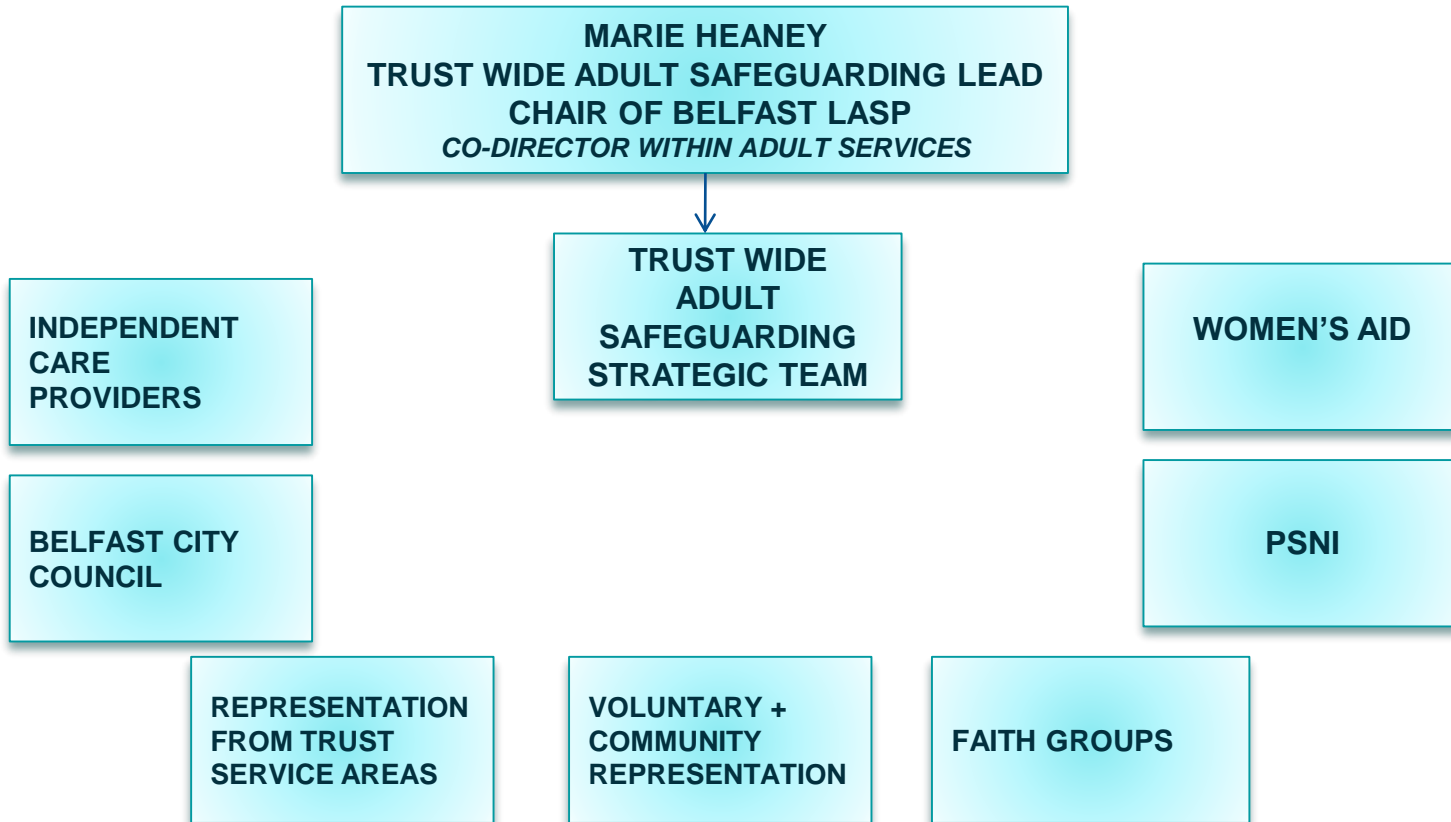 MARIE HEANEY
TRUST WIDE ADULT SAFEGUARDING LEAD
CHAIR OF BELFAST LASP
CO-DIRECTOR WITHIN ADULT SERVICES
TRUST WIDE
ADULT
SAFEGUARDING
STRATEGIC TEAM
INDEPENDENT
CARE
PROVIDERS
WOMEN’S AID
BELFAST CITY
COUNCIL
PSNI
REPRESENTATION
FROM TRUST
SERVICE AREAS
VOLUNTARY +
COMMUNITY
REPRESENTATION
FAITH GROUPS